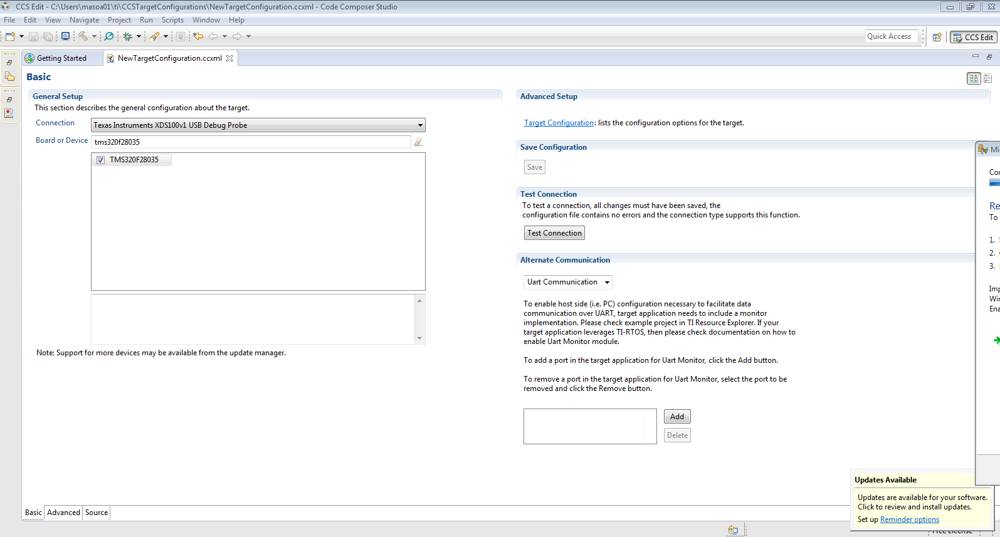 CCS Edit - C:\Users\masoa01\ti\CCSTargetConfigurations\NewTargetConfiguration.ccxml - Code Composer Studio
File Edit View Navigate Project Run Scripts Window Help
Quick Access
CCS Edit
Getting Started
NewTargetConfiguration.ccxml
Basic
General Setup
This section describes the general configuration about the target.
Connection
Texas Instruments XDS100v1 USB Debug Probe
Board or Device
tms320f28035
TMS320F28035
Note: Support for more devices may be available from the update manager.
Advanced Setup
Target Configuration: lists the configuration options for the target.
Save Configuration
Save
Test Connection
To test a connection, all changes must have been saved, the
configuration file contains no errors and the connection type supports this function.
Test Connection
Alternate Communication
Uart Communication
To enable host side (i.e. PC) configuration necessary to facilitate data
communication over UART, target application needs to include a monitor
implementation. Please check example project in TI Resource Explorer. If your
target application leverages TI-RTOS, then please check documentation on how to
enable Uart Monitor module.
To add a port in the target application for Uart Monitor, click the Add button.
To remove a port in the target application for Uart Monitor, select the port to be
removed and click the Remove button.
Add
Delete
Mi
Con
Re
To
1.
2.
3.
Imp
Win
Ena
Updates Available
Updates are available for your software.
Click to review and install updates.
Set up Reminder options
Basic Advanced Source
Free License